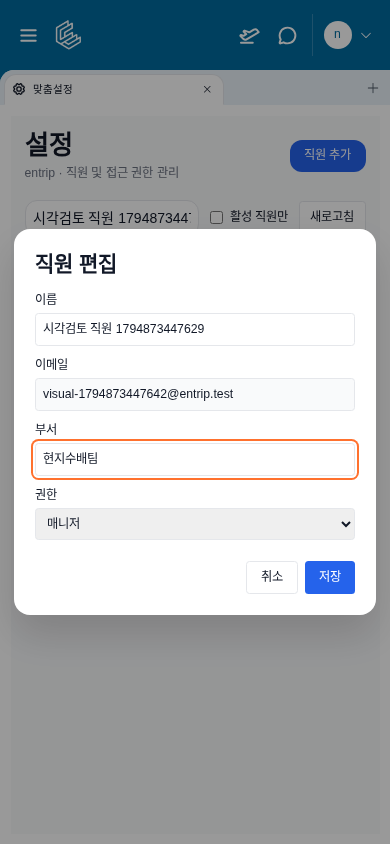 n
맞춤설정
설정
직원 추가
entrip · 직원 및 접근 권한 관리
시각검토 직원 179487344
활성 직원만
새로고침
직원 편집
이름
시각검토 직원 1794873447629
이메일
visual-1794873447642@entrip.test
부서
현지수배팀
권한
매니저
취소
저장